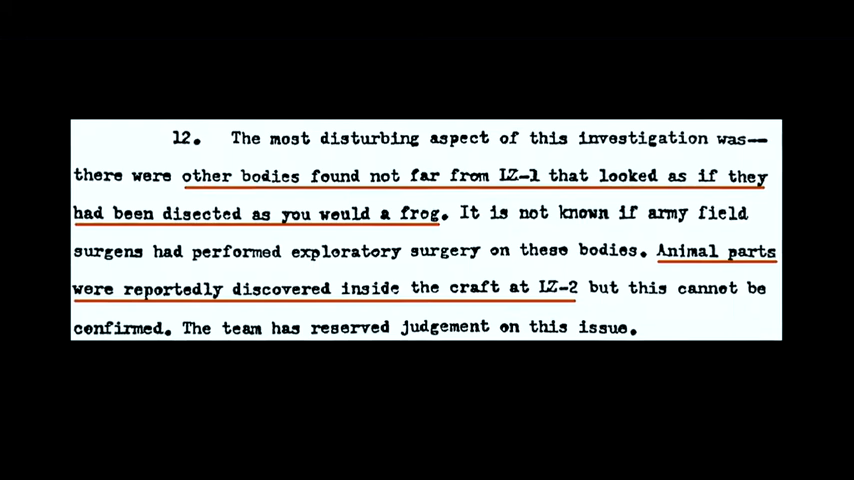 12. The most disturbing aspect of this investigation was--
there were other bodies found not far from LZ-1 that looked as if they
had been disected as you would a frog. It is not known if army field
surgens had performed exploratory surgery on these bodies. Animal parts
were reportedly discovered inside the craft at LZ-2 but this cannot be
confirmed. The team has reserved judgement on this issue.